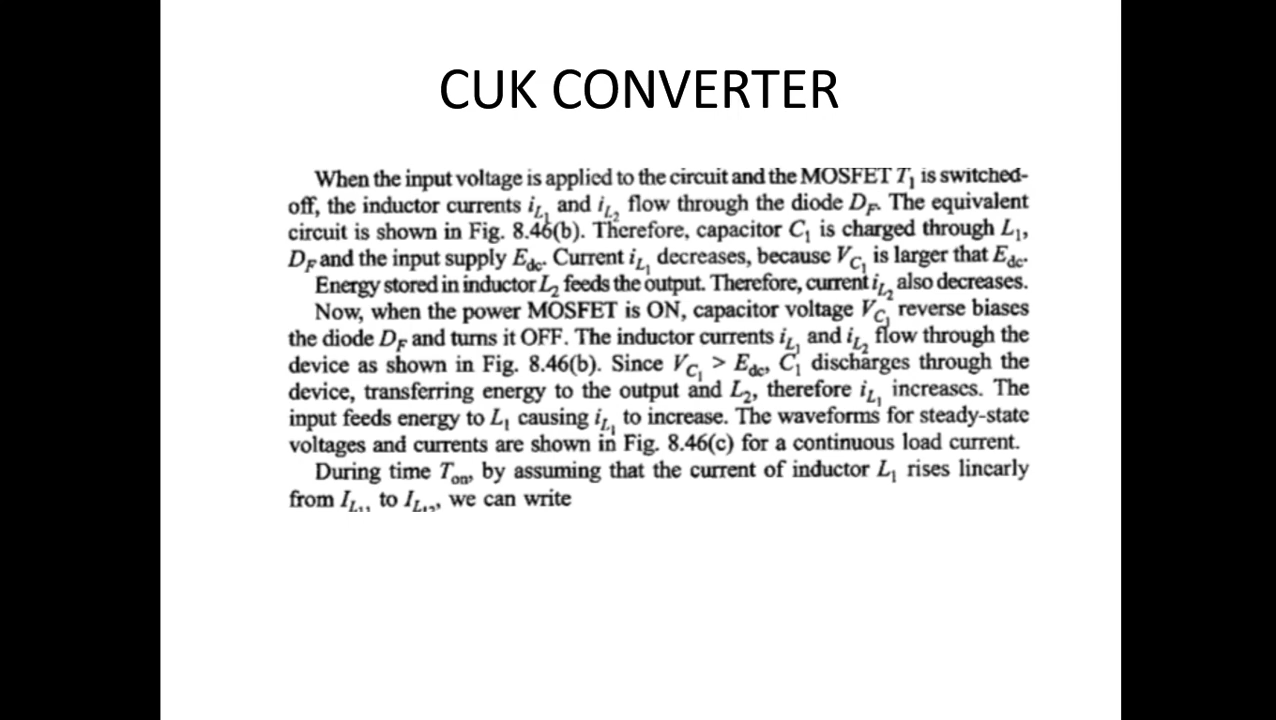 CUK CONVERTER
When the input voltage is applied to the circuit and the MOSFET T1 is switched-
off, the inductor currents iL1 and iL2 flow through the diode DF. The equivalent
circuit is shown in Fig. 8.46(b). Therefore, capacitor C1 is charged through L1,
DF and the input supply Edc. Current iL1 decreases, because VC1 is larger that Edc.
Energy stored in inductor L2 feeds the output. Therefore, current iL2 also decreases.
Now, when the power MOSFET is ON, capacitor voltage VC1 reverse biases
the diode DF and turns it OFF. The inductor currents iL1 and iL2 flow through the
device as shown in Fig. 8.46(b). Since VC1 > Edc, C1 discharges through the
device, transferring energy to the output and L2, therefore iL1 increases. The
input feeds energy to L1 causing iL1 to increase. The waveforms for steady-state
voltages and currents are shown in Fig. 8.46(c) for a continuous load current.
During time Ton, by assuming that the current of inductor L1 rises linearly
from IL11 to IL12, we can write